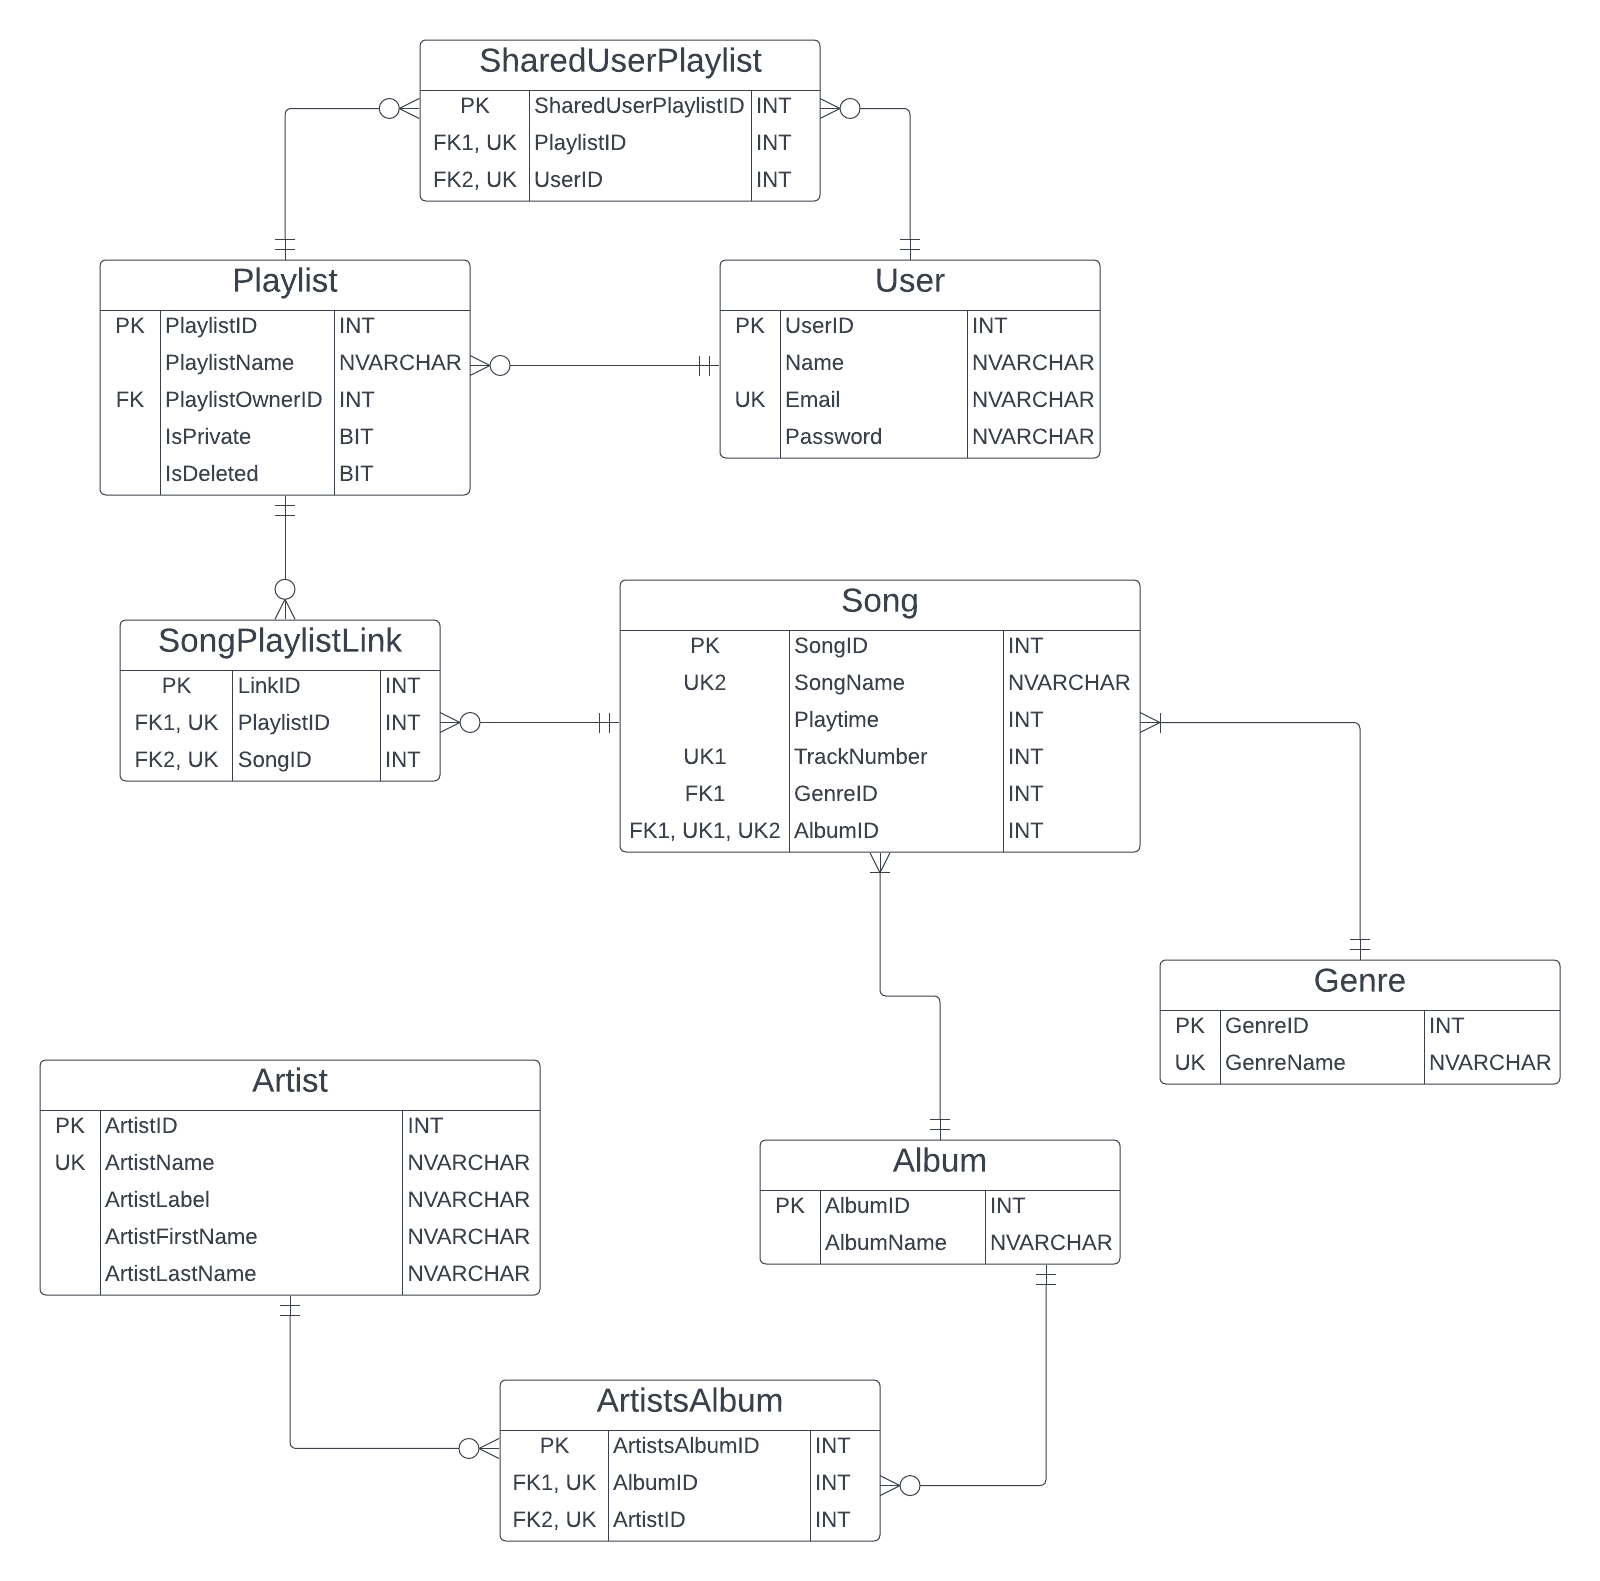 SharedUserPlaylist
PK SharedUserPlaylistID INT
FK1, UK PlaylistID INT
FK2, UK UserID INT
Playlist
PK PlaylistID INT
PlaylistName NVARCHAR
FK PlaylistOwnerID INT
IsPrivate BIT
IsDeleted BIT
User
PK UserID INT
Name NVARCHAR
UK Email NVARCHAR
Password NVARCHAR
SongPlaylistLink
PK LinkID INT
FK1, UK PlaylistID INT
FK2, UK SongID INT
Song
PK SongID INT
UK2 SongName NVARCHAR
Playtime INT
UK1 TrackNumber INT
FK1 GenreID INT
FK1, UK1, UK2 AlbumID INT
Genre
PK GenreID INT
UK GenreName NVARCHAR
Artist
PK ArtistID INT
UK ArtistName NVARCHAR
ArtistLabel NVARCHAR
ArtistFirstName NVARCHAR
ArtistLastName NVARCHAR
Album
PK AlbumID INT
AlbumName NVARCHAR
ArtistsAlbum
PK ArtistsAlbumID INT
FK1, UK AlbumID INT
FK2, UK ArtistID INT